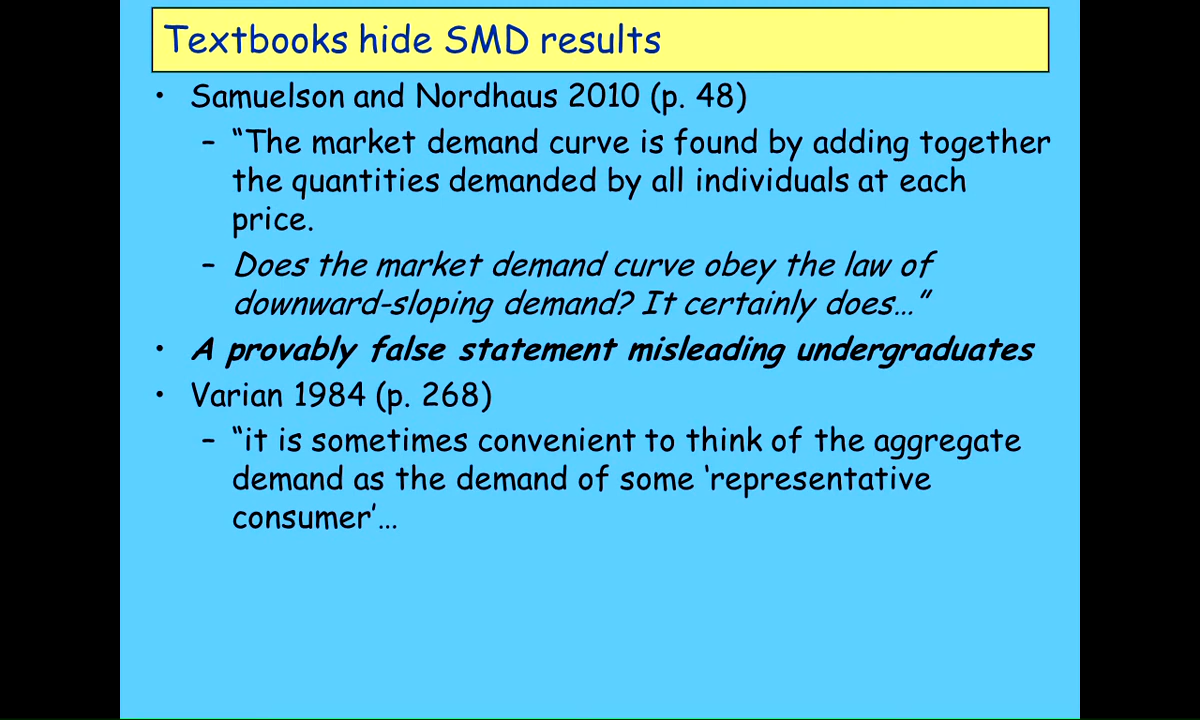 Textbooks hide SMD results
• Samuelson and Nordhaus 2010 (p. 48)
– “The market demand curve is found by adding together
the quantities demanded by all individuals at each
price.
– Does the market demand curve obey the law of
downward-sloping demand? It certainly does…”
• A provably false statement misleading undergraduates
• Varian 1984 (p. 268)
– “it is sometimes convenient to think of the aggregate
demand as the demand of some ‘representative
consumer’…